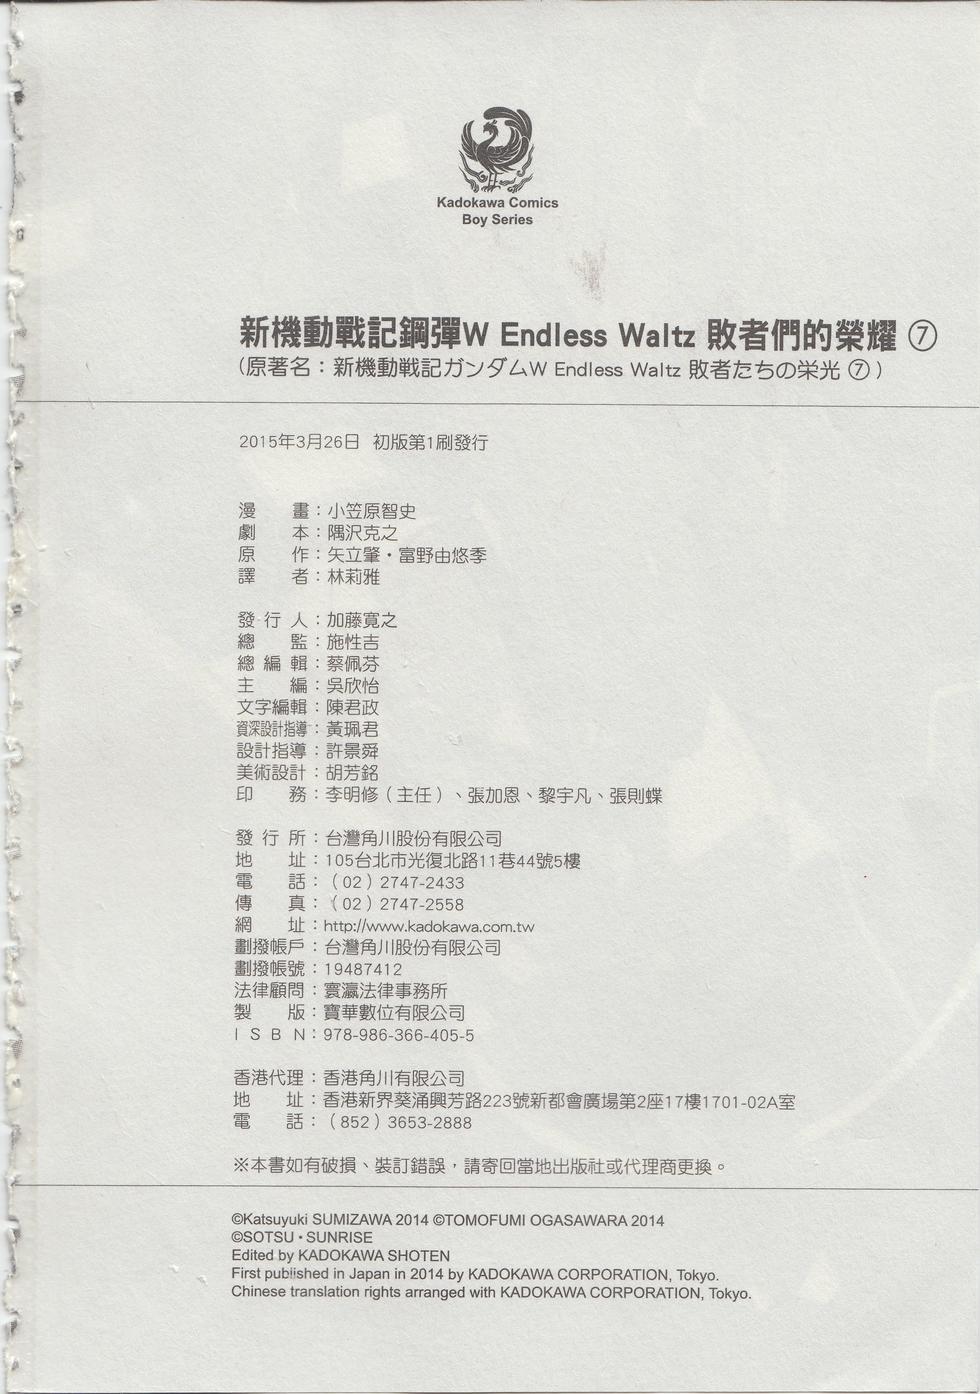 Kadokawa Comics
Boy Series
新機動戰記鋼彈W Endless Waltz 敗者們的榮耀 ⑦
(原著名：新機動戦記ガンダムW Endless Waltz 敗者たちの栄光 ⑦)
2015年3月26日 初版第1刷發行
漫畫：小笠原智史
劇本：隅沢克之
原作：矢立肇・富野由悠季
譯者：林莉雅
發行人：加藤寬之
總監：施性吉
總編輯：蔡佩芬
主編：吳欣怡
文字編輯：陳君政
資深設計指導：黃珮君
設計指導：許景舜
美術設計：胡芳銘
印務：李明修（主任）、張加恩、黎宇凡、張則蝶
發行所：台灣角川股份有限公司
地址：105台北市光復北路11巷44號5樓
電話：（02）2747-2433
傳真：（02）2747-2558
網址：http://www.kadokawa.com.tw
劃撥帳戶：台灣角川股份有限公司
劃撥帳號：19487412
法律顧問：寰瀛法律事務所
製版：寶華數位有限公司
ISBN：978-986-366-405-5
香港代理：香港角川有限公司
地址：香港新界葵涌興芳路223號新都會廣場第2座17樓1701-02A室
電話：（852）3653-2888
※本書如有破損、裝訂錯誤，請寄回當地出版社或代理商更換。
©Katsuyuki SUMIZAWA 2014 ©TOMOFUMI OGASAWARA 2014
©SOTSU・SUNRISE
Edited by KADOKAWA SHOTEN
First published in Japan in 2014 by KADOKAWA CORPORATION, Tokyo.
Chinese translation rights arranged with KADOKAWA CORPORATION, Tokyo.